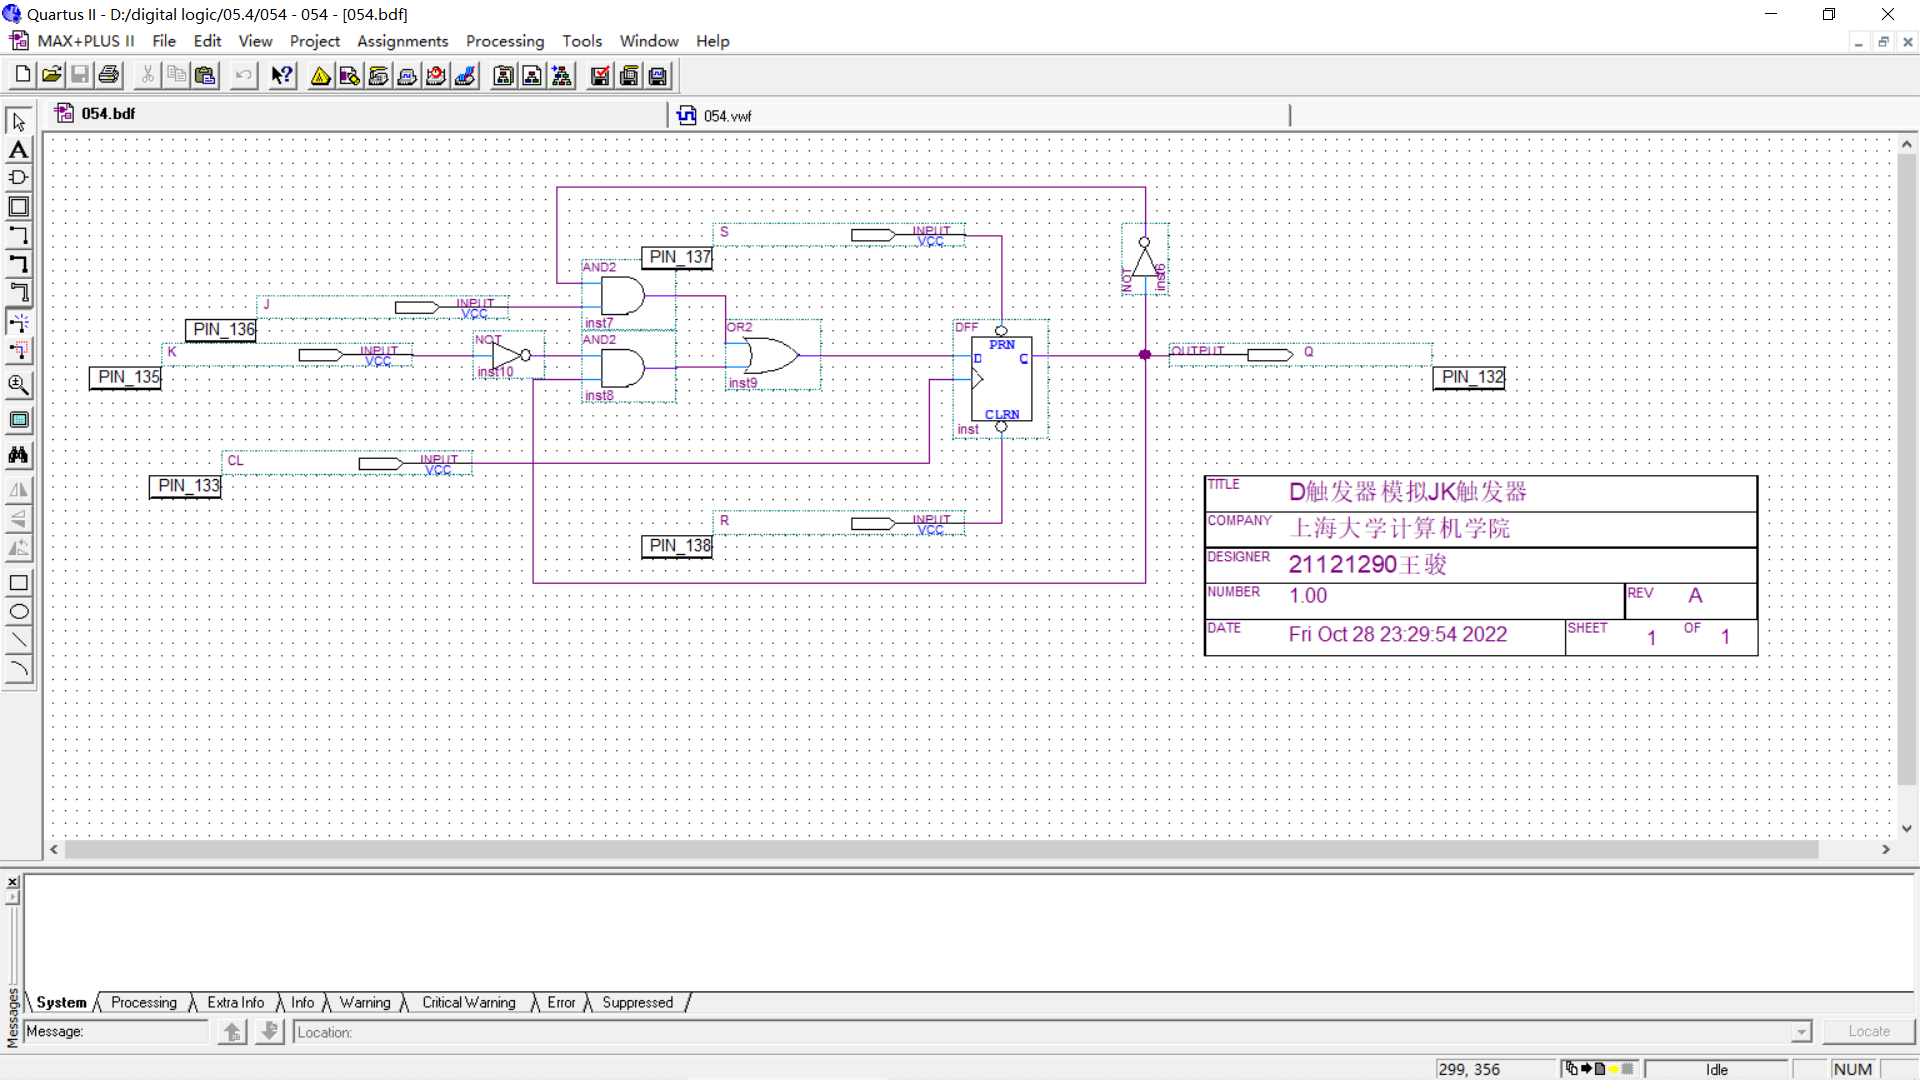 Quartus II - D:/digital logic/05.4/054 - 054 - [054.bdf]
MAX+PLUS II File Edit View Project Assignments Processing Tools Window Help
054.bdf
054.vwf
S
INPUT
VCC
PIN_137
AND2
inst7
NOT
inst6
J
INPUT
VCC
PIN_136
K
INPUT
VCC
PIN_135
NOT
inst10
AND2
inst8
OR2
inst9
DFF
PRN
D
Q
CLRN
inst
OUTPUT
Q
PIN_132
CL
INPUT
VCC
PIN_133
R
INPUT
VCC
PIN_138
TITLE D触发器模拟JK触发器
COMPANY 上海大学计算机学院
DESIGNER 21121290王骏
NUMBER 1.00 REV A
DATE Fri Oct 28 23:29:54 2022 SHEET 1 OF 1
System Processing Extra Info Info Warning Critical Warning Error Suppressed
Messages
Message: Location: Locate
299, 356 Idle NUM